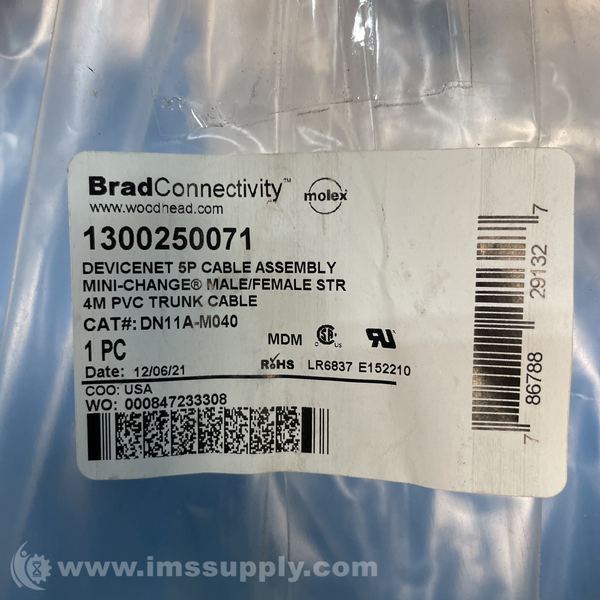 BradConnectivity™
molex
www.woodhead.com
1300250071
DEVICENET 5P CABLE ASSEMBLY
MINI-CHANGE® MALE/FEMALE STR
4M PVC TRUNK CABLE
CAT#: DN11A-M040
1 PC
MDM
Date: 12/06/21
RoHS LR6837 E152210
COO: USA
WO: 000847233308
7 86788 29132 7
www.imssupply.com